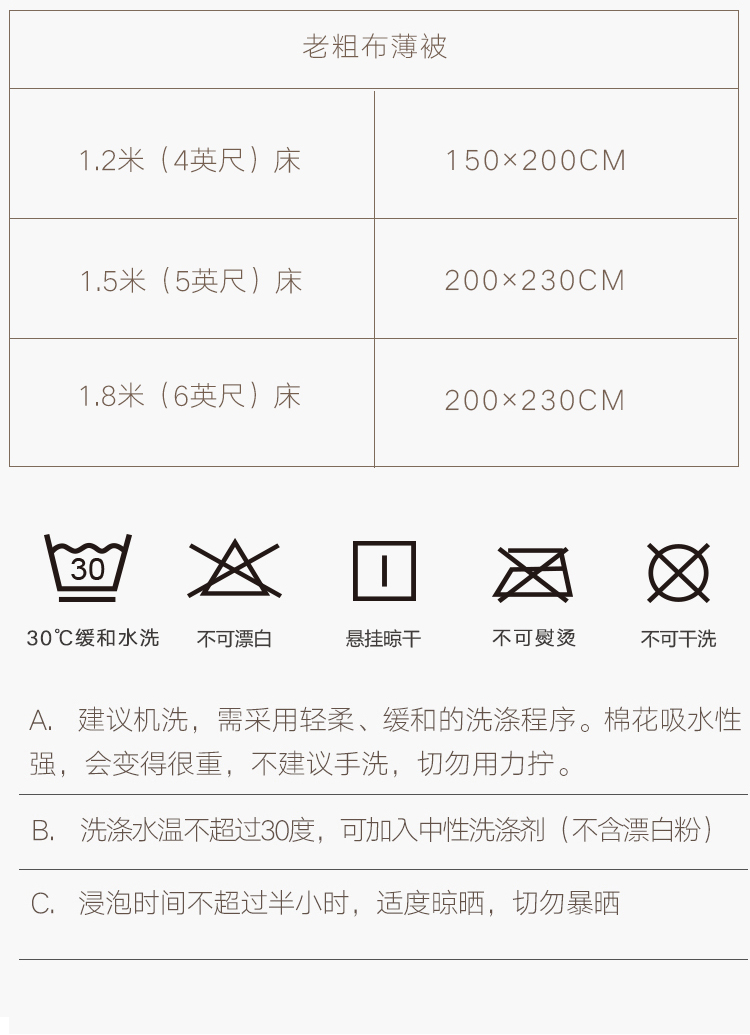 老粗布薄被
1.2米（4英尺）床 150×200CM
1.5米（5英尺）床 200×230CM
1.8米（6英尺）床 200×230CM
30
30℃缓和水洗 不可漂白 悬挂晾干 不可熨烫 不可干洗
A. 建议机洗，需采用轻柔、缓和的洗涤程序。棉花吸水性
强，会变得很重，不建议手洗，切勿用力拧。
B. 洗涤水温不超过30度，可加入中性洗涤剂（不含漂白粉）
C. 浸泡时间不超过半小时，适度晾晒，切勿暴晒